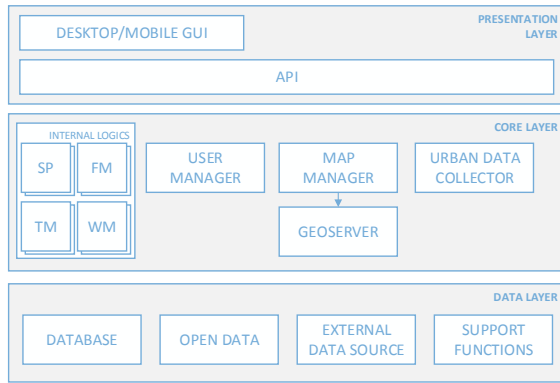 PRESENTATION
LAYER
DESKTOP/MOBILE GUI
API
CORE LAYER
INTERNAL LOGICS
SP
FM
TM
WM
USER
MANAGER
MAP
MANAGER
URBAN DATA
COLLECTOR
GEOSERVER
DATA LAYER
DATABASE
OPEN DATA
EXTERNAL
DATA SOURCE
SUPPORT
FUNCTIONS